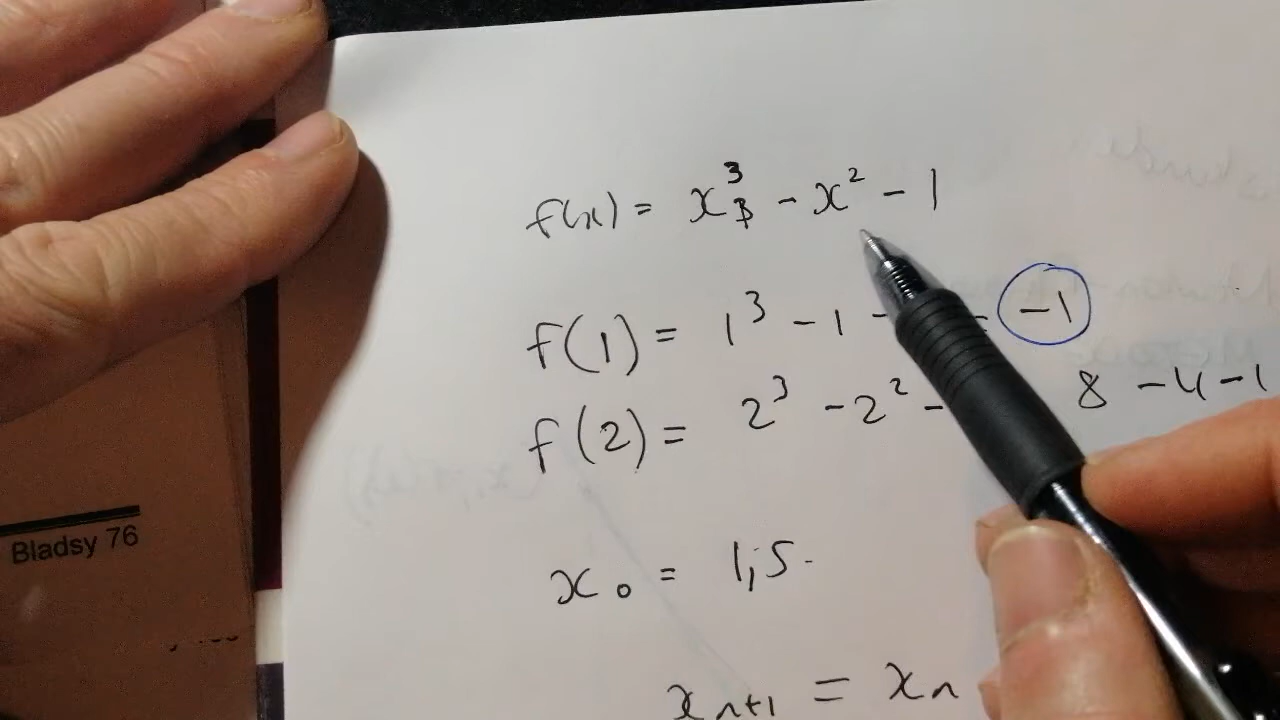 f(x) = x³ - x² - 1
f(1) = 1³ - 1 - = -1
f(2) = 2³ - 2² - 8 - 4 - 1
x₀ = 1,5
xₙ₊₁ = xₙ
Bladsy 76